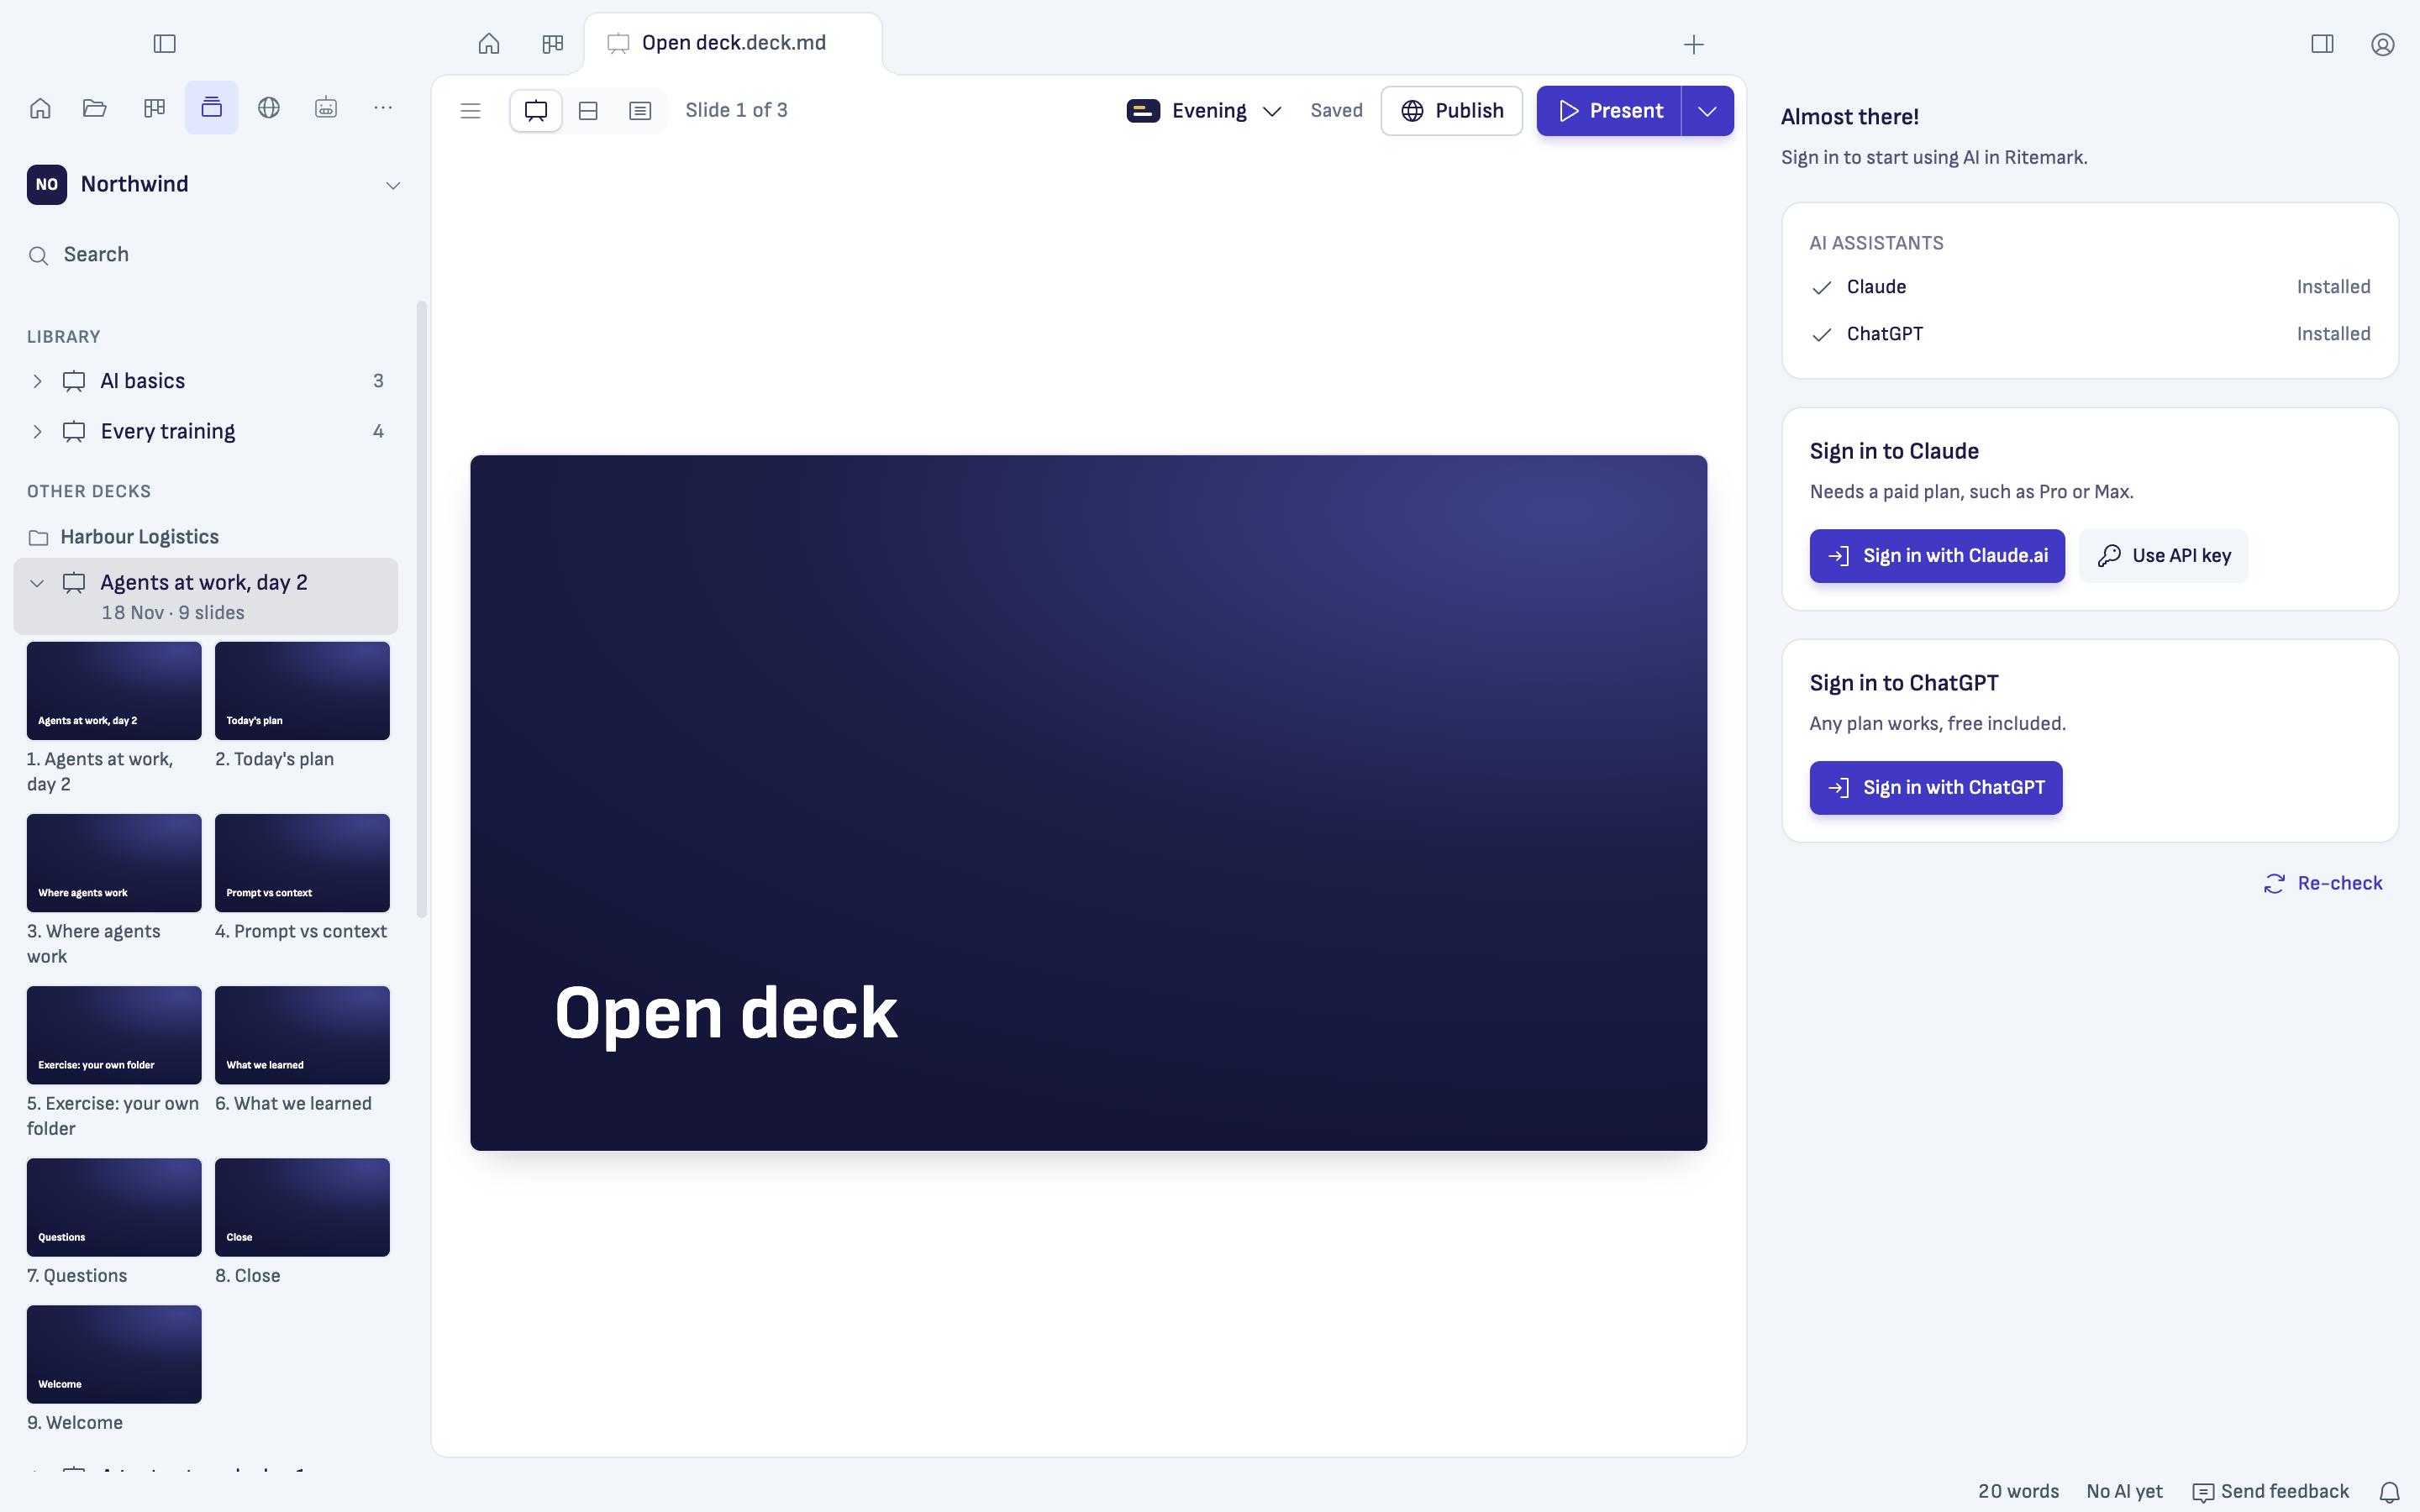 Open deck.deck.md
Slide 1 of 3
Evening
Saved
Publish
Present
NO
Northwind
Search
LIBRARY
AI basics
3
Every training
4
OTHER DECKS
Harbour Logistics
Agents at work, day 2
18 Nov · 9 slides
Agents at work, day 2
Today's plan
1. Agents at work,
day 2
2. Today's plan
Where agents work
Prompt vs context
3. Where agents
work
4. Prompt vs context
Exercise: your own folder
What we learned
5. Exercise: your own
folder
6. What we learned
Questions
Close
7. Questions
8. Close
Welcome
9. Welcome
Open deck
Almost there!
Sign in to start using AI in Ritemark.
AI ASSISTANTS
Claude
Installed
ChatGPT
Installed
Sign in to Claude
Needs a paid plan, such as Pro or Max.
Sign in with Claude.ai
Use API key
Sign in to ChatGPT
Any plan works, free included.
Sign in with ChatGPT
Re-check
20 words
No AI yet
Send feedback